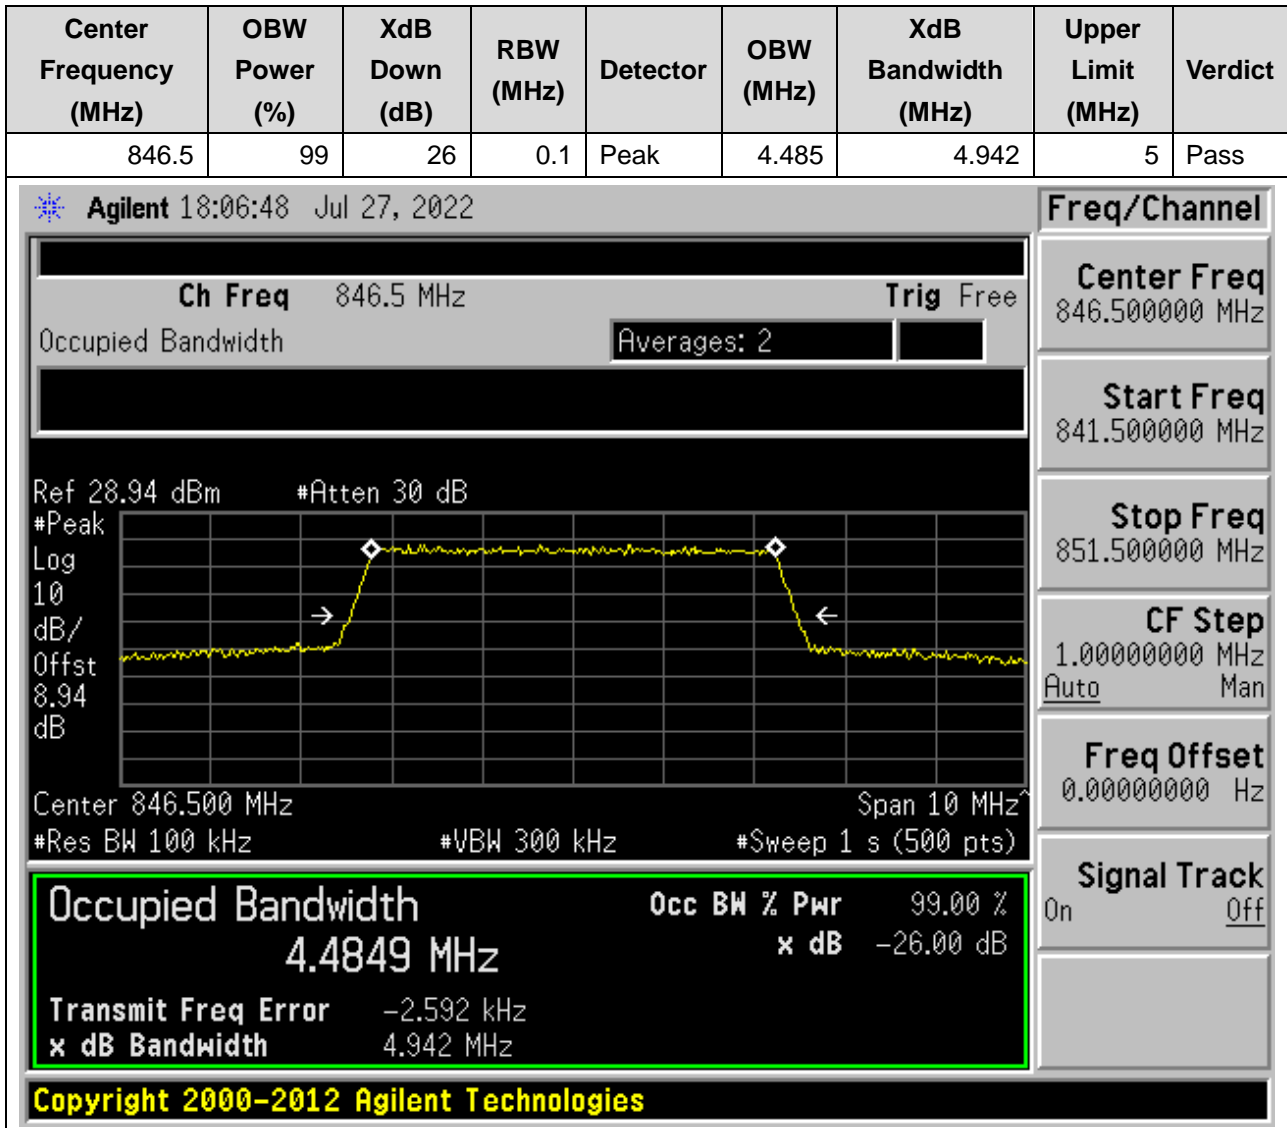 Center Frequency (MHz) OBW Power (%) XdB Down (dB) RBW (MHz) Detector OBW (MHz) XdB Bandwidth (MHz) Upper Limit (MHz) Verdict
846.5 99 26 0.1 Peak 4.485 4.942 5 Pass
Agilent 18:06:48 Jul 27, 2022
Freq/Channel
Ch Freq 846.5 MHz Trig Free
Occupied Bandwidth Averages: 2
Center Freq
846.500000 MHz
Start Freq
841.500000 MHz
Stop Freq
851.500000 MHz
CF Step
1.00000000 MHz
Auto Man
Freq Offset
0.00000000 Hz
Signal Track
On Off
Ref 28.94 dBm #Atten 30 dB
#Peak
Log
10
dB/
Offst
8.94
dB
Center 846.500 MHz Span 10 MHz^
#Res BW 100 kHz #VBW 300 kHz #Sweep 1 s (500 pts)
Occupied Bandwidth
4.4849 MHz
Occ BW % Pwr 99.00 %
x dB -26.00 dB
Transmit Freq Error -2.592 kHz
x dB Bandwidth 4.942 MHz
Copyright 2000-2012 Agilent Technologies